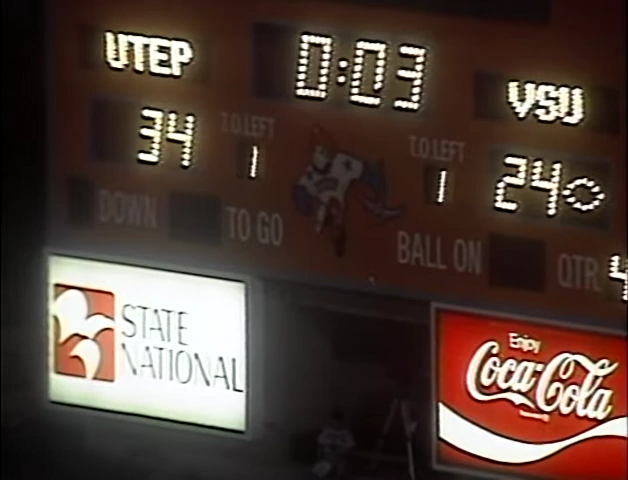 UTEP
0:03
VSU
34
T.O.LEFT
1
T.O.LEFT
1
24
DOWN
TO GO
BALL ON
QTR 4
STATE
NATIONAL
Enjoy
Coca-Cola